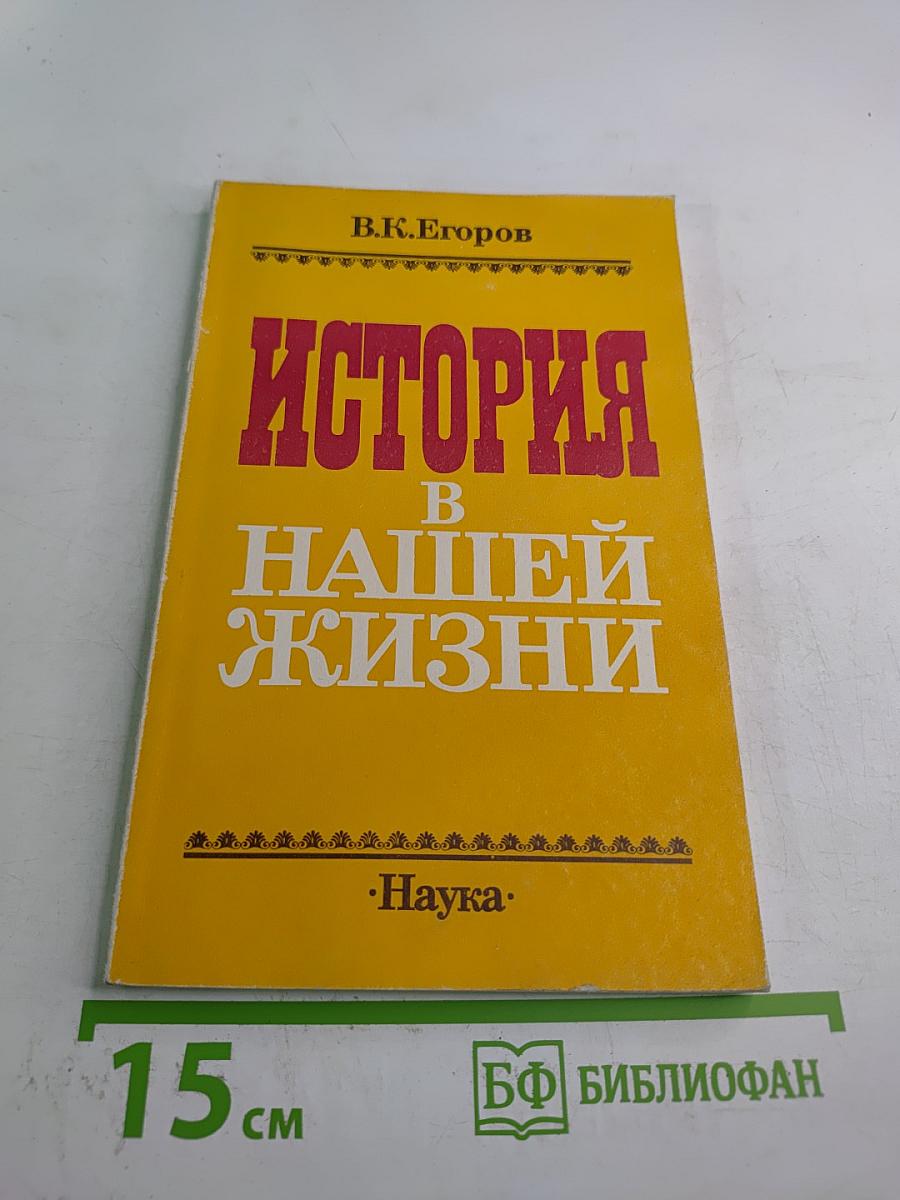 В.К.Егоров
ИСТОРИЯ
В
НАШЕЙ
ЖИЗНИ
·Наука·
15 см
БФ БИБЛИОФАН